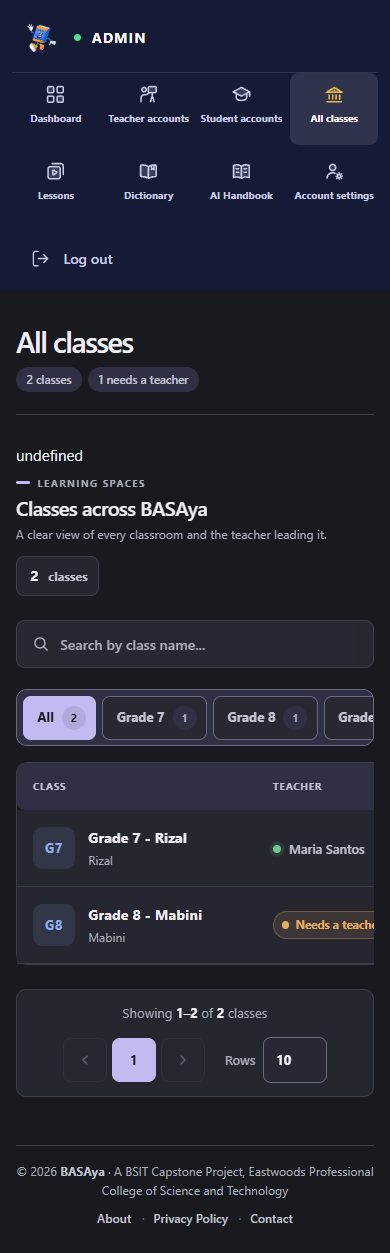 ADMIN
Dashboard
Teacher accounts
Student accounts
All classes
Lessons
Dictionary
AI Handbook
Account settings
Log out
All classes
2 classes
1 needs a teacher
undefined
LEARNING SPACES
Classes across BASAya
A clear view of every classroom and the teacher leading it.
2 classes
Search by class name...
All 2
Grade 7 1
Grade 8 1
Grade
CLASS
TEACHER
G7
Grade 7 - Rizal
Rizal
Maria Santos
G8
Grade 8 - Mabini
Mabini
Needs a teache
Showing 1–2 of 2 classes
1
Rows
10
© 2026 BASAya · A BSIT Capstone Project, Eastwoods Professional
College of Science and Technology
About · Privacy Policy · Contact